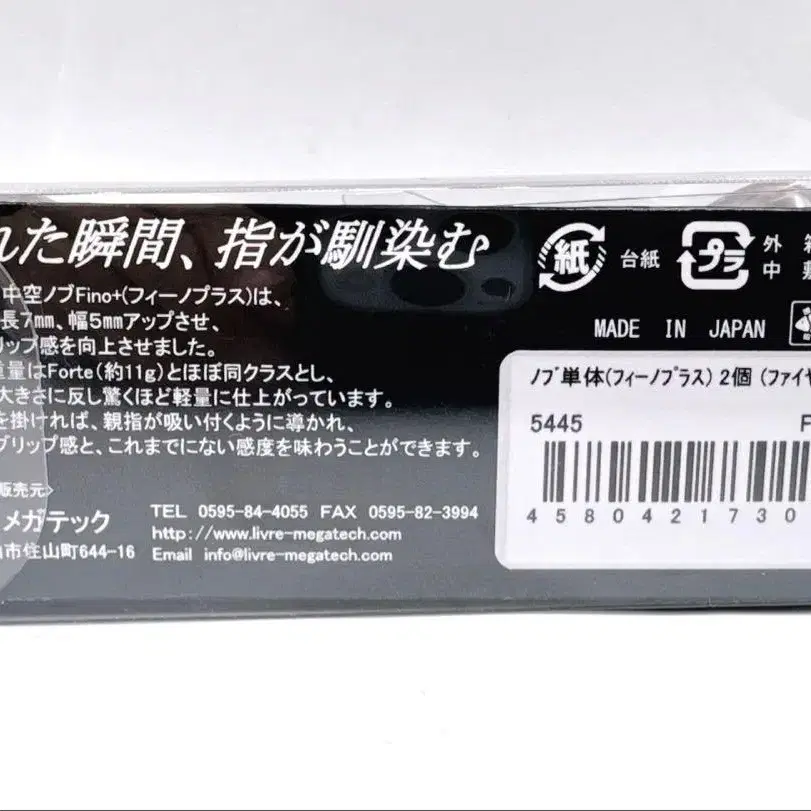 れた瞬間、指が馴染む
中空ノブFino+(フィーノプラス)は、
長7mm、幅5mmアップさせ、
リップ感を向上させました。
重量はForte(約11g)とほぼ同クラスとし、
大きさに反し驚くほど軽量に仕上がっています。
を掛ければ、親指が吸い付くように導かれ、
グリップ感と、これまでにない感度を味わうことができます。
販売元>
メガテック
市住山町644-16
TEL 0595-84-4055 FAX 0595-82-3994
http://www.livre-megatech.com
Email info@livre-megatech.com
紙 台紙
プラ 外
中
MADE IN JAPAN
ノブ単体(フィーノプラス) 2個 (ファイヤ
5445 F
4580421730